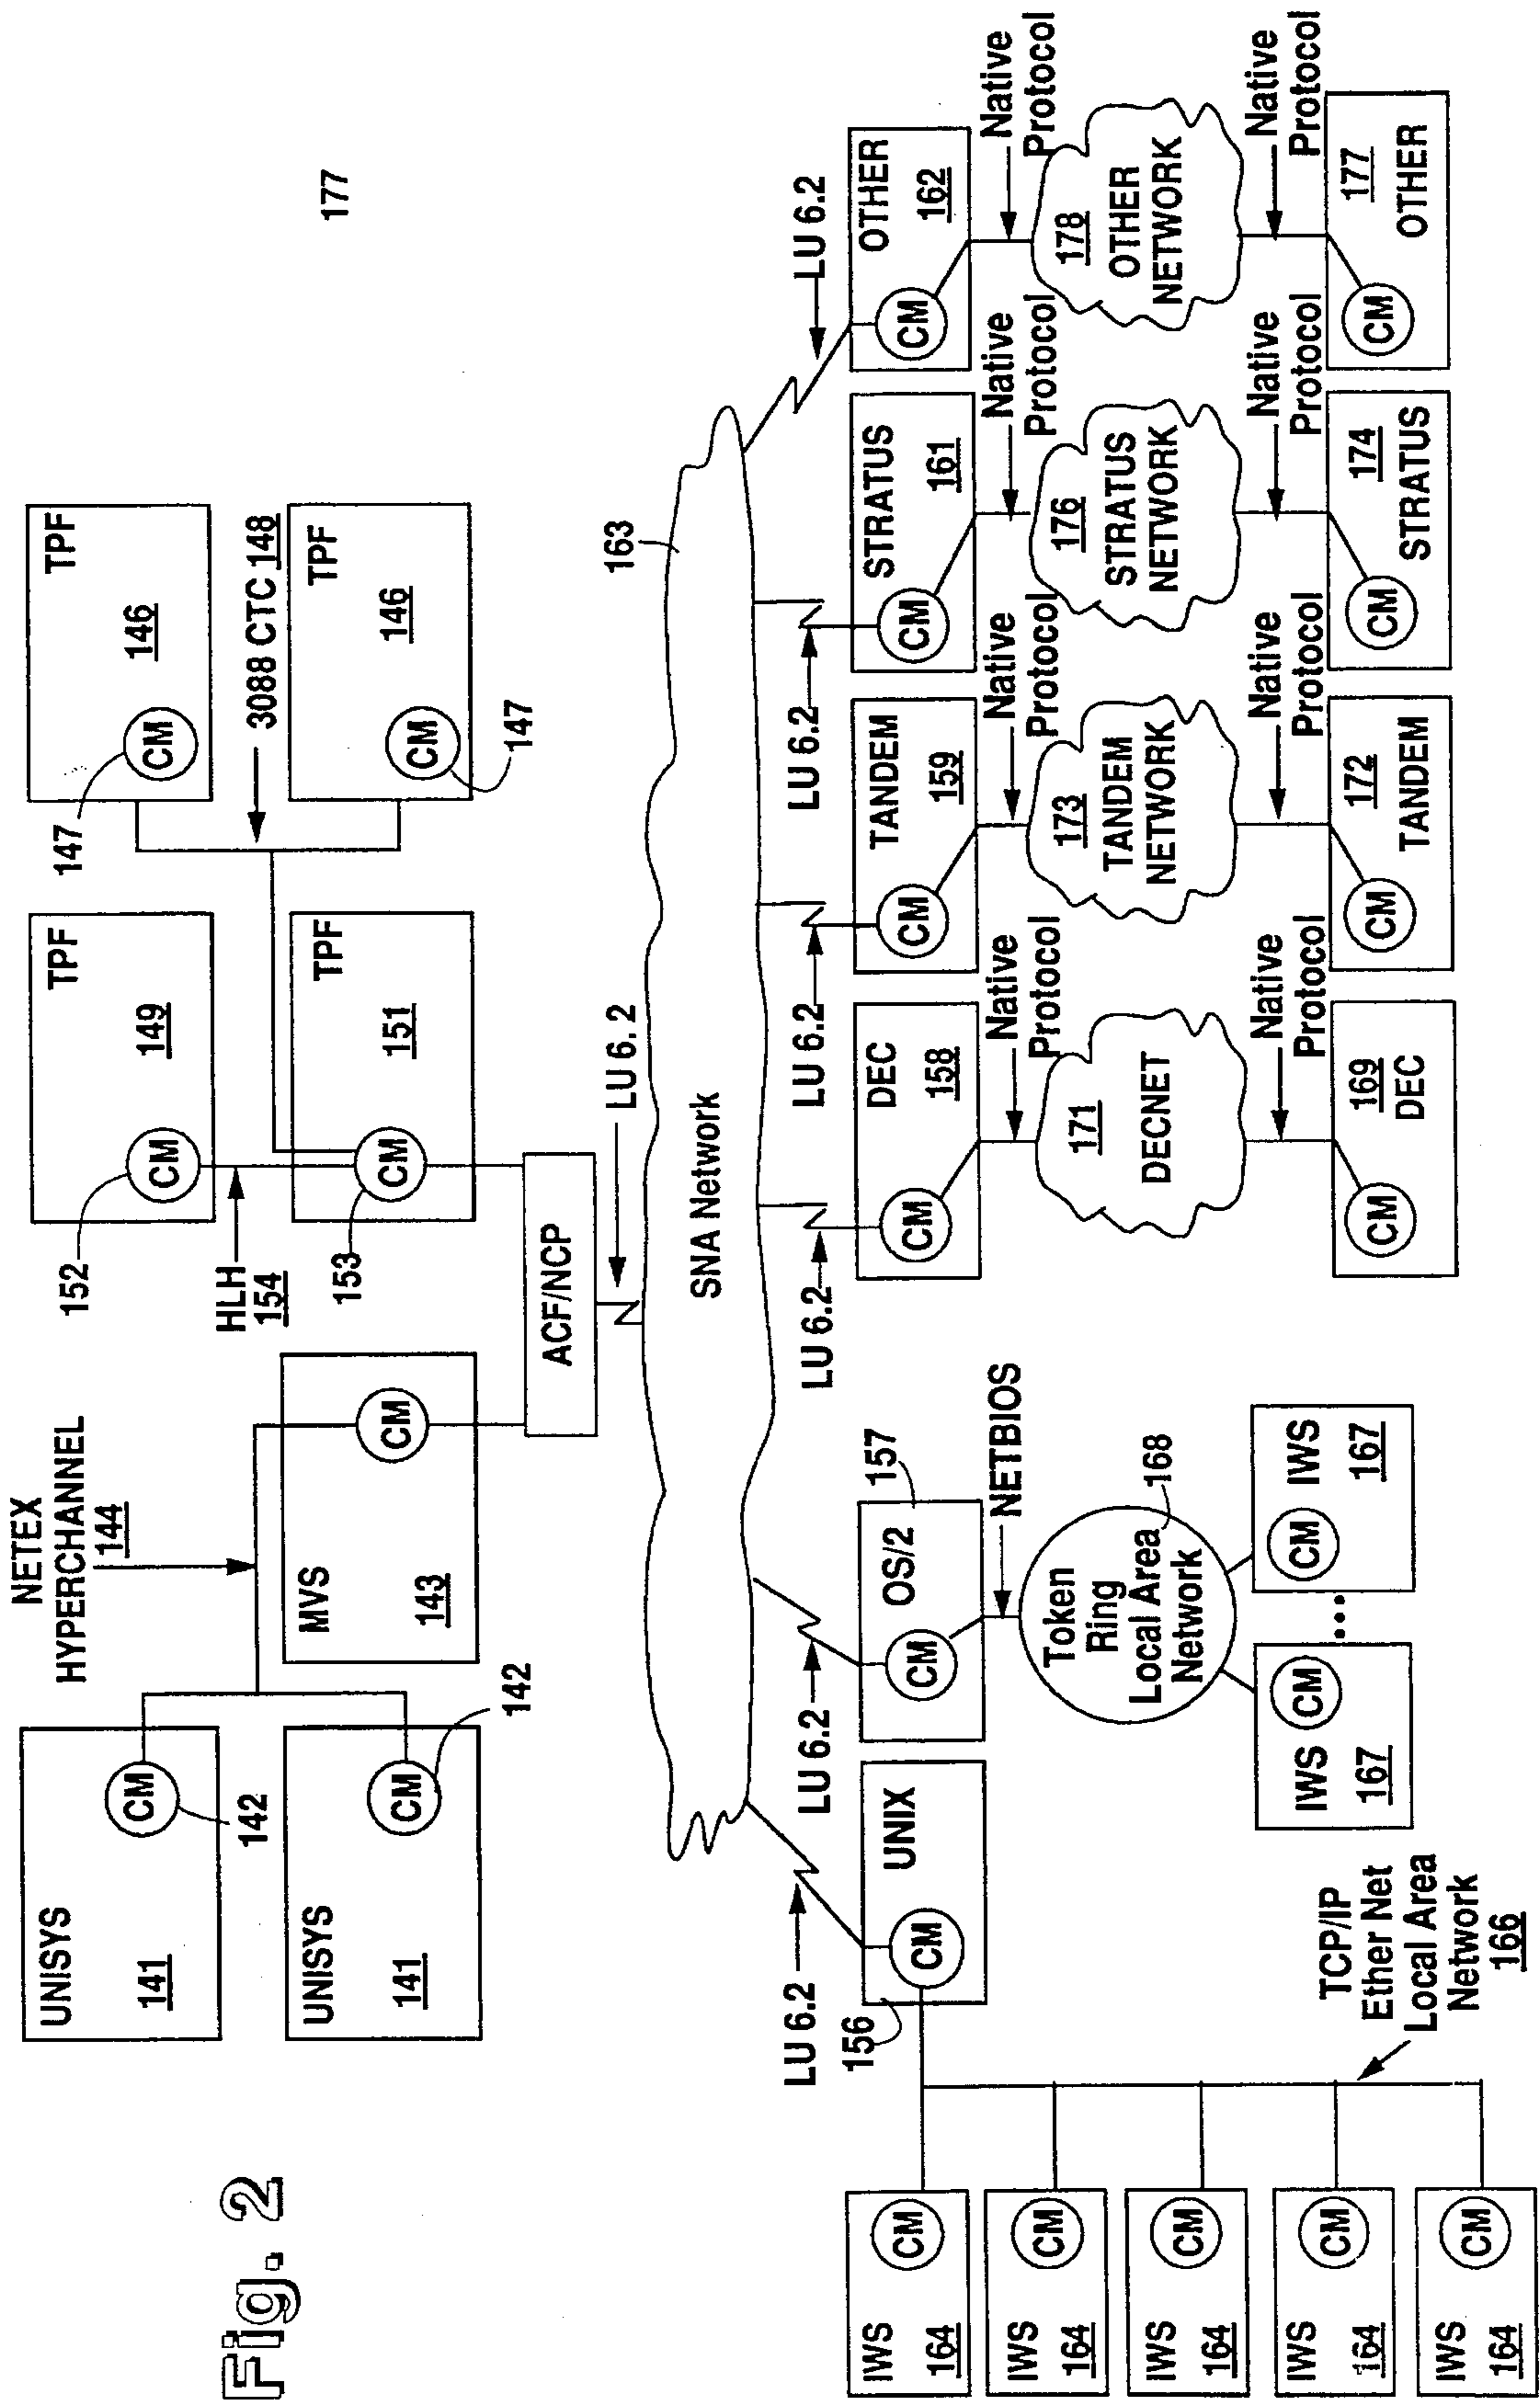 Fig. 2
177
UNISYS
141
CM
142
UNISYS
141
CM
142
NETEX
HYPERCHANNEL
144
MVS
143
CM
TPF
149
CM
152
HLH
154
TPF
151
CM
153
TPF
146
CM
147
3088 CTC 148
TPF
146
CM
147
ACF/NCP
LU 6. 2
SNA Network
163
LU 6.2
LU 6.2
LU 6.2
LU 6.2
LU 6.2
LU 6.2
156
UNIX
CM
OS/2
CM
157
DEC
158
CM
TANDEM
159
CM
STRATUS
161
CM
OTHER
162
CM
NETBIOS
Native
Protocol
Native
Protocol
Native
Protocol
Native
Protocol
Token
Ring
Local Area
Network
168
171
DECNET
173
TANDEM
NETWORK
176
STRATUS
NETWORK
178
OTHER
NETWORK
Native
Protocol
Native
Protocol
Native
Protocol
Native
Protocol
IWS
167
CM
...
IWS
167
CM
169
DEC
CM
172
TANDEM
CM
174
STRATUS
CM
177
OTHER
CM
TCP/IP
Ether Net
Local Area
Network
166
IWS
164
CM
IWS
164
CM
IWS
164
CM
IWS
164
CM
IWS
164
CM